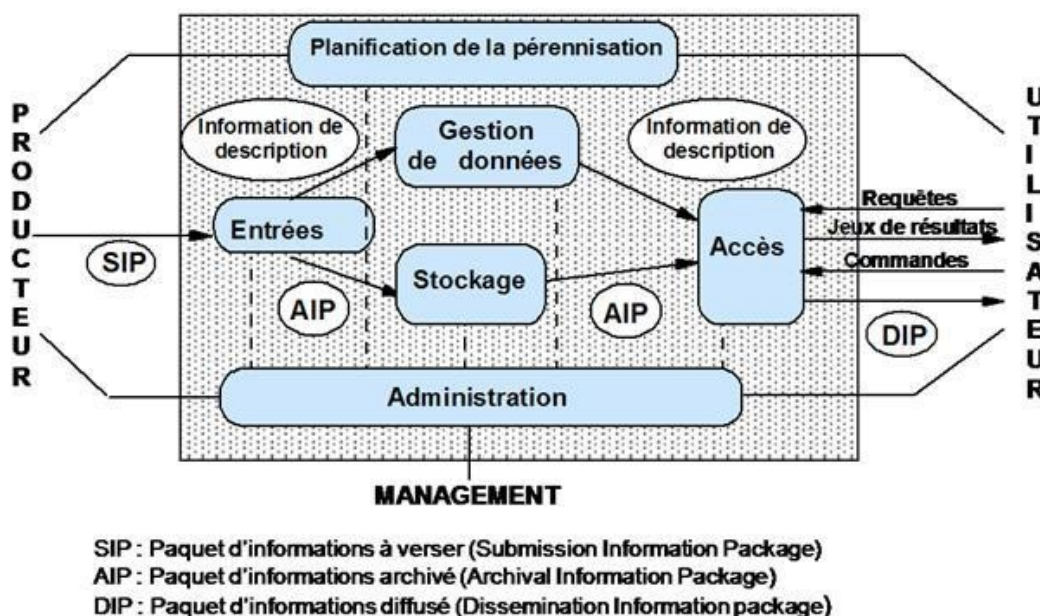 Planification de la pérennisation
PRODUCTEUR
Information de
description
Gestion
de données
Information de
description
UTILISATEUR
Requêtes
Jeux de résultats
Commandes
Entrées
Accès
SIP
Stockage
AIP
AIP
DIP
Administration
MANAGEMENT
SIP : Paquet d'informations à verser (Submission Information Package)
AIP : Paquet d'informations archivé (Archival Information Package)
DIP : Paquet d'informations diffusé (Dissemination Information package)